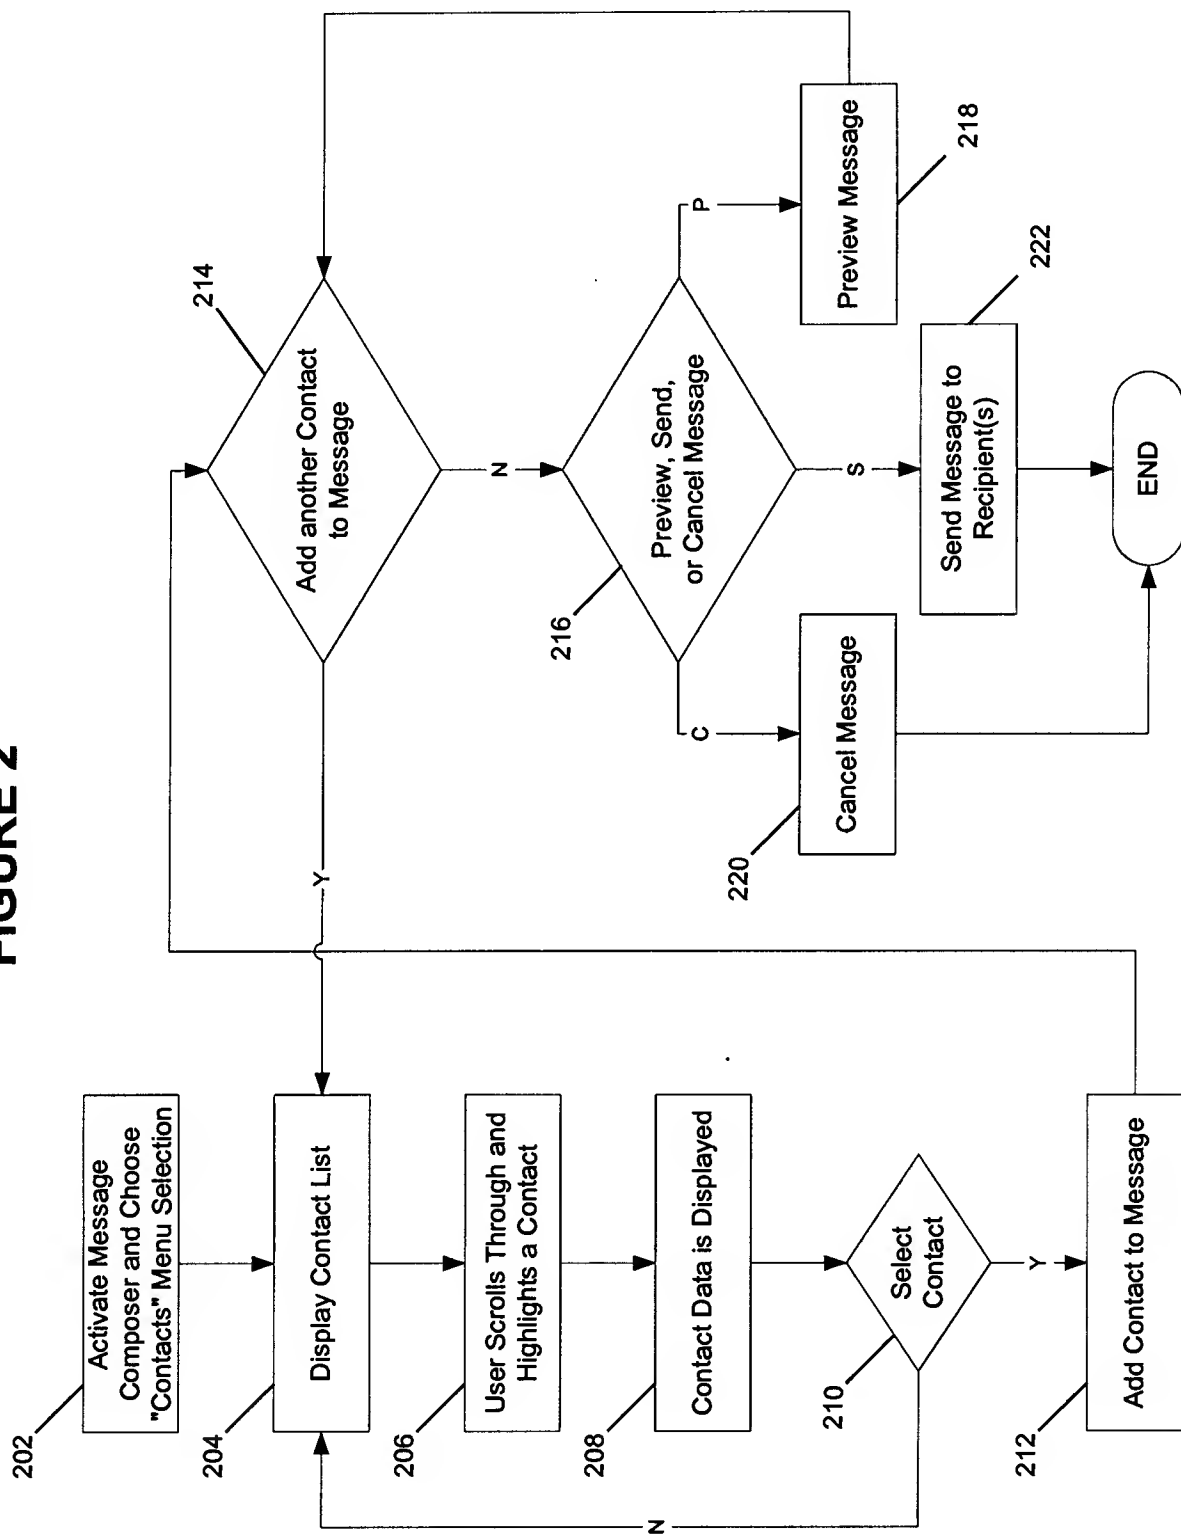 FIGURE 2
202
Activate Message
Composer and Choose
"Contacts" Menu Selection
204
Display Contact List
206
User Scrolls Through and
Highlights a Contact
208
Contact Data is Displayed
210
Select
Contact
N
Y
212
Add Contact to Message
214
Add another Contact
to Message
Y
N
216
Preview, Send,
or Cancel Message
C
S
P
220
Cancel Message
222
Send Message to
Recipient(s)
218
Preview Message
END